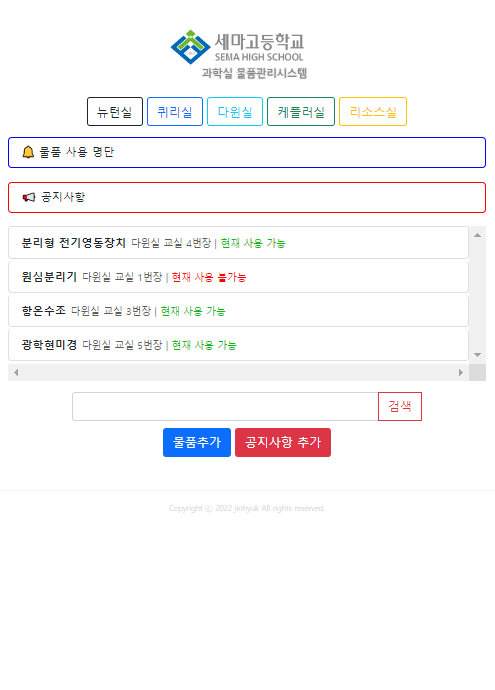 세마고등학교
SEMA HIGH SCHOOL
과학실 물품관리시스템
뉴턴실 퀴리실 다윈실 케플러실 리소스실
물품 사용 명단
공지사항
분리형 전기영동장치 다윈실 교실 4번장 | 현재 사용 가능
원심분리기 다윈실 교실 1번장 | 현재 사용 불가능
항온수조 다윈실 교실 3번장 | 현재 사용 가능
광학현미경 다윈실 교실 5번장 | 현재 사용 가능
검색
물품추가 공지사항 추가
Copyright ⓒ 2022 jinhyuk All rights reserved.